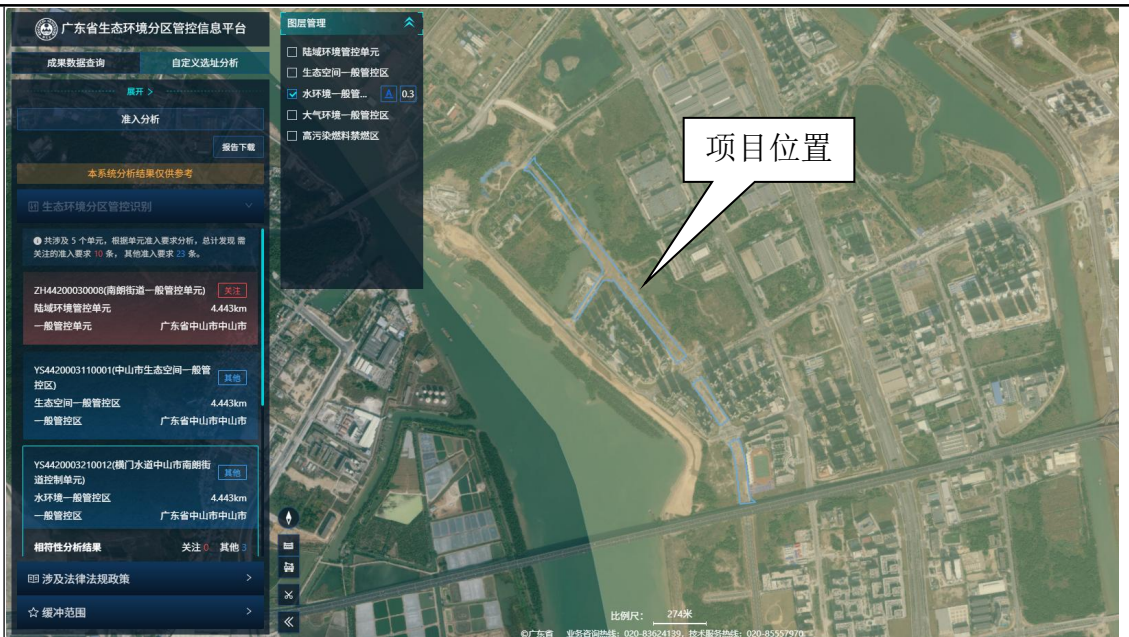 广东省生态环境分区管控信息平台
成果数据查询
自定义选址分析
展开 >
准入分析
报告下载
本系统分析结果仅供参考
生态环境分区管控识别
共涉及 5 个单元，根据单元准入要求分析，总计发现 需
关注的准入要求 10 条， 其他准入要求 23 条。
ZH44200030008(南朗街道一般管控单元)
关注
陆域环境管控单元
4.443km
一般管控单元
广东省中山市中山市
YS4420003110001(中山市生态空间一般管
控区)
其他
生态空间一般管控区
4.443km
一般管控区
广东省中山市中山市
YS4420003210012(横门水道中山市南朗街
道控制单元)
其他
水环境一般管控区
4.443km
一般管控区
广东省中山市中山市
相符性分析结果
关注 0 其他 3
涉及法律法规政策
缓冲范围
图层管理
陆域环境管控单元
生态空间一般管控区
水环境一般管...
A
0.3
大气环境一般管控区
高污染燃料禁燃区
项目位置
比例尺： 274米
©广东省 业务咨询热线：020-83624139，技术服务热线：020-85557970